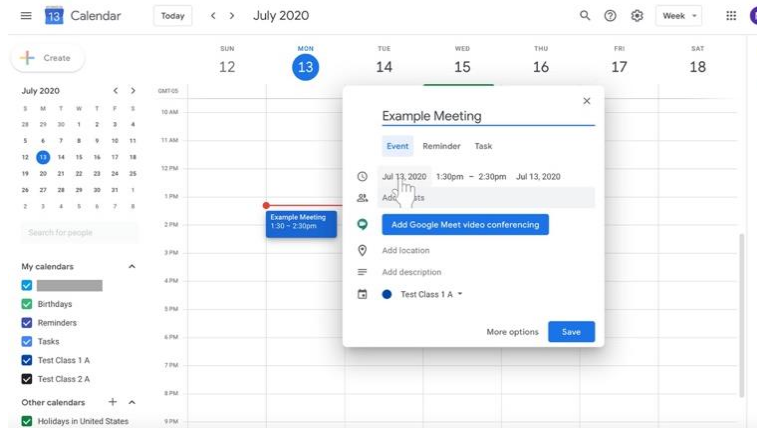 13 Calendar Today July 2020 Week
Create
SUN MON TUE WED THU FRI SAT
12 13 14 15 16 17 18
July 2020
S M T W T F S
28 29 30 1 2 3 4
5 6 7 8 9 10 11
12 13 14 15 16 17 18
19 20 21 22 23 24 25
26 27 28 29 30 31 1
2 3 4 5 6 7 8
Search for people
My calendars
Birthdays
Reminders
Tasks
Test Class 1 A
Test Class 2 A
Other calendars
Holidays in United States
GMT-05
10 AM
11 AM
12 PM
1 PM
2 PM
3 PM
4 PM
5 PM
6 PM
7 PM
8 PM
9 PM
Example Meeting
1:30 – 2:30pm
Example Meeting
Event Reminder Task
Jul 13, 2020 1:30pm – 2:30pm Jul 13, 2020
Add Google Meet video conferencing
Add location
Add description
Test Class 1 A
More options Save